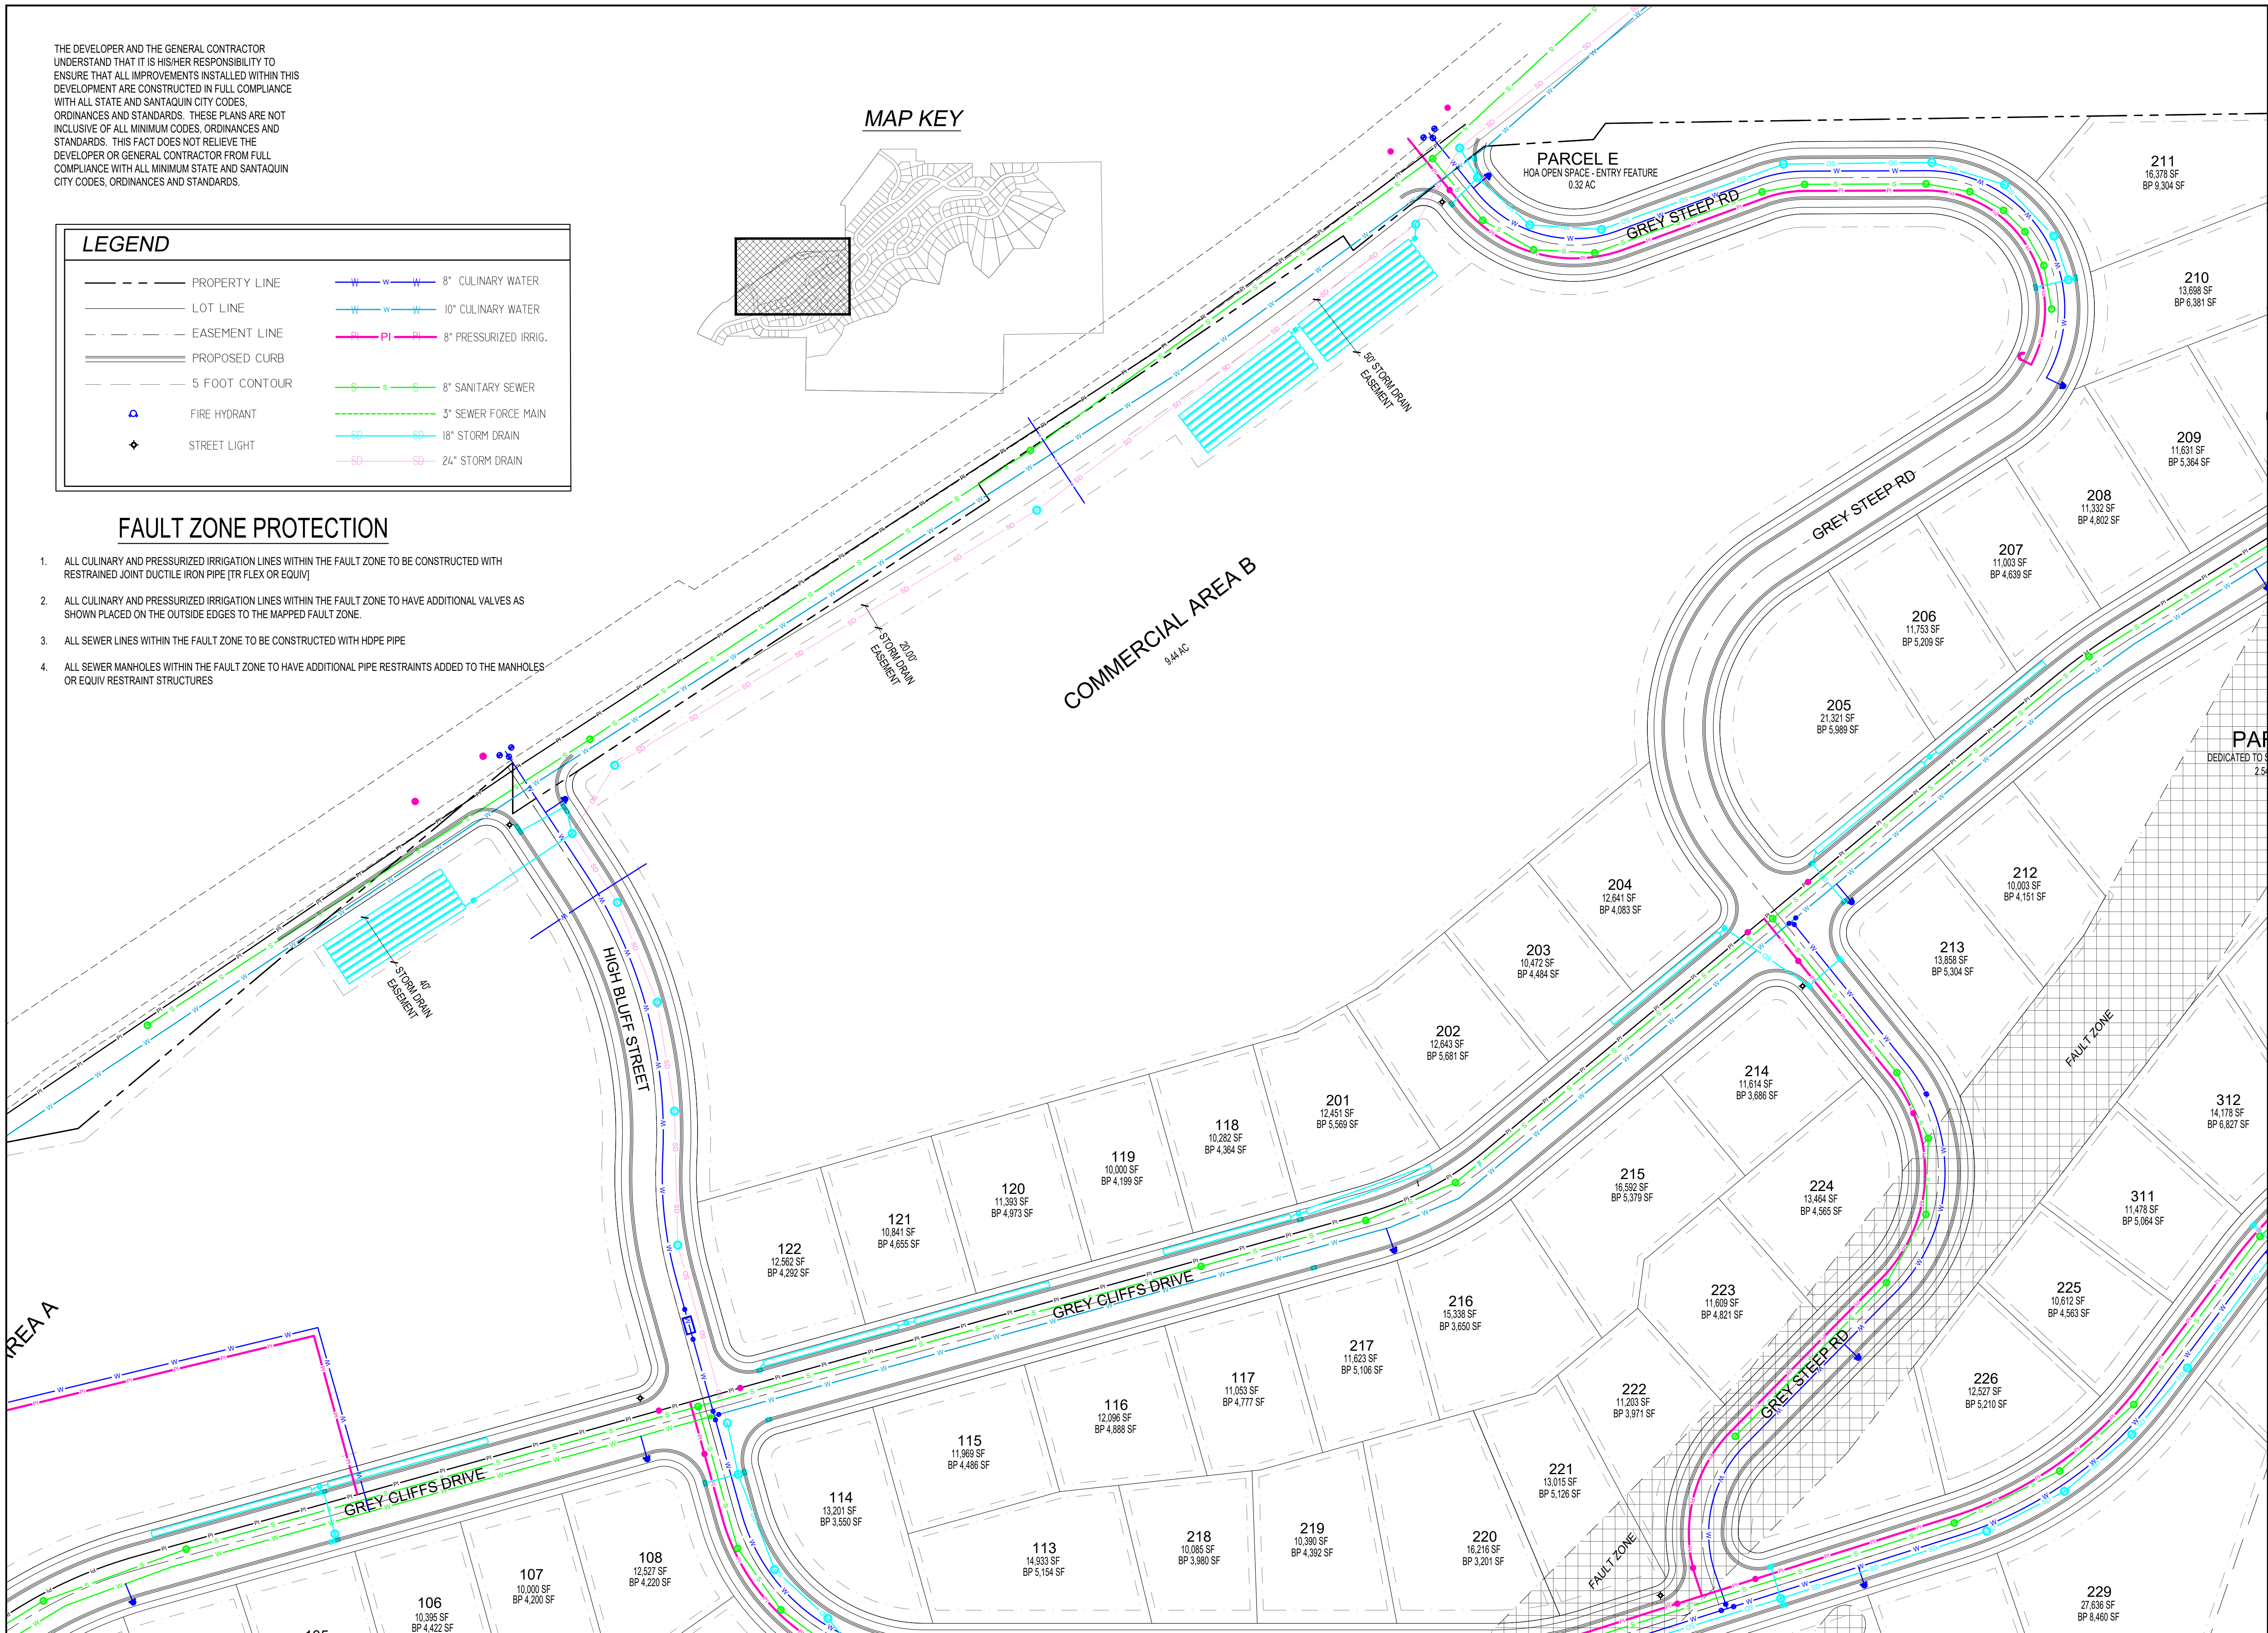 THE DEVELOPER AND THE GENERAL CONTRACTOR
UNDERSTAND THAT IT IS HIS/HER RESPONSIBILITY TO
ENSURE THAT ALL IMPROVEMENTS INSTALLED WITHIN THIS
DEVELOPMENT ARE CONSTRUCTED IN FULL COMPLIANCE
WITH ALL STATE AND SANTAQUIN CITY CODES,
ORDINANCES AND STANDARDS. THESE PLANS ARE NOT
INCLUSIVE OF ALL MINIMUM CODES, ORDINANCES AND
STANDARDS. THIS FACT DOES NOT RELIEVE THE
DEVELOPER OR GENERAL CONTRACTOR FROM FULL
COMPLIANCE WITH ALL MINIMUM STATE AND SANTAQUIN
CITY CODES, ORDINANCES AND STANDARDS.
MAP KEY
LEGEND
PROPERTY LINE
LOT LINE
EASEMENT LINE
PROPOSED CURB
5 FOOT CONTOUR
FIRE HYDRANT
STREET LIGHT
W W W 8" CULINARY WATER
W W W 10" CULINARY WATER
PI PI PI 8" PRESSURIZED IRRIG.
S S S 8" SANITARY SEWER
3" SEWER FORCE MAIN
SD SD 18" STORM DRAIN
SD SD 24" STORM DRAIN
FAULT ZONE PROTECTION
1. ALL CULINARY AND PRESSURIZED IRRIGATION LINES WITHIN THE FAULT ZONE TO BE CONSTRUCTED WITH
RESTRAINED JOINT DUCTILE IRON PIPE [TR FLEX OR EQUIV]
2. ALL CULINARY AND PRESSURIZED IRRIGATION LINES WITHIN THE FAULT ZONE TO HAVE ADDITIONAL VALVES AS
SHOWN PLACED ON THE OUTSIDE EDGES TO THE MAPPED FAULT ZONE.
3. ALL SEWER LINES WITHIN THE FAULT ZONE TO BE CONSTRUCTED WITH HDPE PIPE
4. ALL SEWER MANHOLES WITHIN THE FAULT ZONE TO HAVE ADDITIONAL PIPE RESTRAINTS ADDED TO THE MANHOLES
OR EQUIV RESTRAINT STRUCTURES
PARCEL E
HOA OPEN SPACE - ENTRY FEATURE
0.32 AC
GREY STEEP RD
211
16,378 SF
BP 9,304 SF
210
13,698 SF
BP 6,381 SF
50' STORM DRAIN
EASEMENT
209
11,631 SF
BP 5,364 SF
GREY STEEP RD
208
11,332 SF
BP 4,802 SF
207
11,003 SF
BP 4,639 SF
206
11,753 SF
BP 5,209 SF
205
21,321 SF
BP 5,989 SF
COMMERCIAL AREA B
9.44 AC
20.00'
STORM DRAIN
EASEMENT
PAR
DEDICATED TO S
2.54
204
12,641 SF
BP 4,083 SF
212
10,003 SF
BP 4,151 SF
203
10,472 SF
BP 4,484 SF
213
13,858 SF
BP 5,304 SF
40'
STORM DRAIN
EASEMENT
HIGH BLUFF STREET
202
12,643 SF
BP 5,681 SF
FAULT ZONE
214
11,614 SF
BP 3,686 SF
201
12,451 SF
BP 5,569 SF
312
14,178 SF
BP 6,827 SF
118
10,282 SF
BP 4,364 SF
119
10,000 SF
BP 4,199 SF
215
16,592 SF
BP 5,379 SF
120
11,393 SF
BP 4,973 SF
224
13,464 SF
BP 4,565 SF
311
11,478 SF
BP 5,064 SF
121
10,841 SF
BP 4,655 SF
122
12,562 SF
BP 4,292 SF
GREY CLIFFS DRIVE
223
11,609 SF
BP 4,821 SF
225
10,612 SF
BP 4,563 SF
216
15,338 SF
BP 3,650 SF
REA A
217
11,623 SF
BP 5,106 SF
GREY STEEP RD
117
11,053 SF
BP 4,777 SF
222
11,203 SF
BP 3,971 SF
226
12,527 SF
BP 5,210 SF
116
12,096 SF
BP 4,888 SF
115
11,969 SF
BP 4,486 SF
221
13,015 SF
BP 5,126 SF
GREY CLIFFS DRIVE
114
13,201 SF
BP 3,550 SF
113
14,933 SF
BP 5,154 SF
218
10,085 SF
BP 3,980 SF
219
10,390 SF
BP 4,392 SF
220
16,216 SF
BP 3,201 SF
FAULT ZONE
108
12,527 SF
BP 4,220 SF
107
10,000 SF
BP 4,200 SF
106
10,395 SF
BP 4,422 SF
229
27,636 SF
BP 8,460 SF